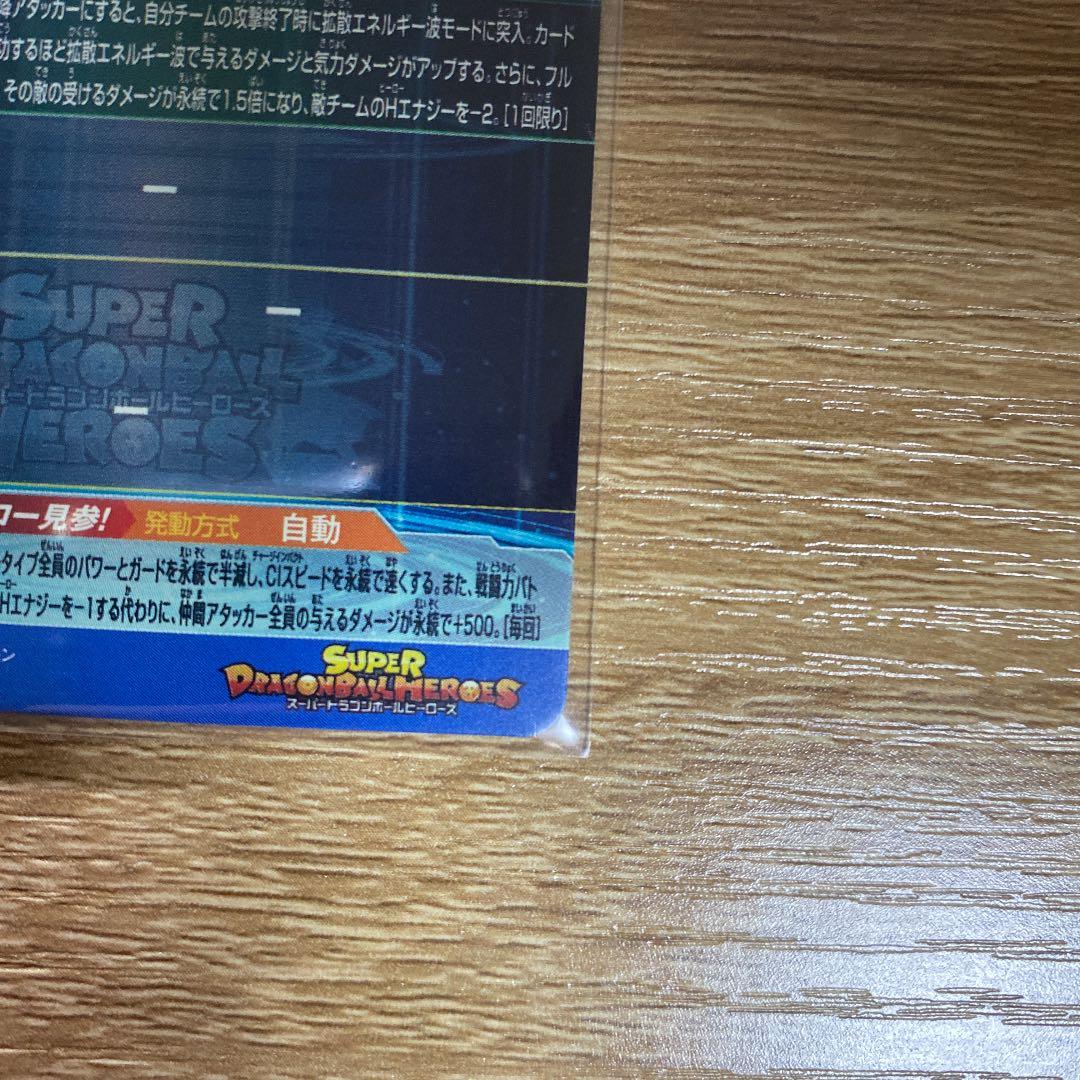 降アタッカーにすると、自分チームの攻撃終了時に拡散エネルギー波モードに突入。カード
動するほど拡散エネルギー波で与えるダメージと気力ダメージがアップする。さらに、フル
その敵の受けるダメージが永続で1.5倍になり、敵チームのHエナジーを−2。[1回限り]
SUPER
DRAGONBALL
スーパードラゴンボールヒーローズ
HEROES
ロー見参! 発動方式 自動
タイプ全員のパワーとガードを永続で半減し、CIスピードを永続で速くする。また、戦闘力バト
Hエナジーを−1する代わりに、仲間アタッカー全員の与えるダメージが永続で+500。[毎回]
ン
SUPER
DRAGONBALL HEROES
スーパードラゴンボールヒーローズ